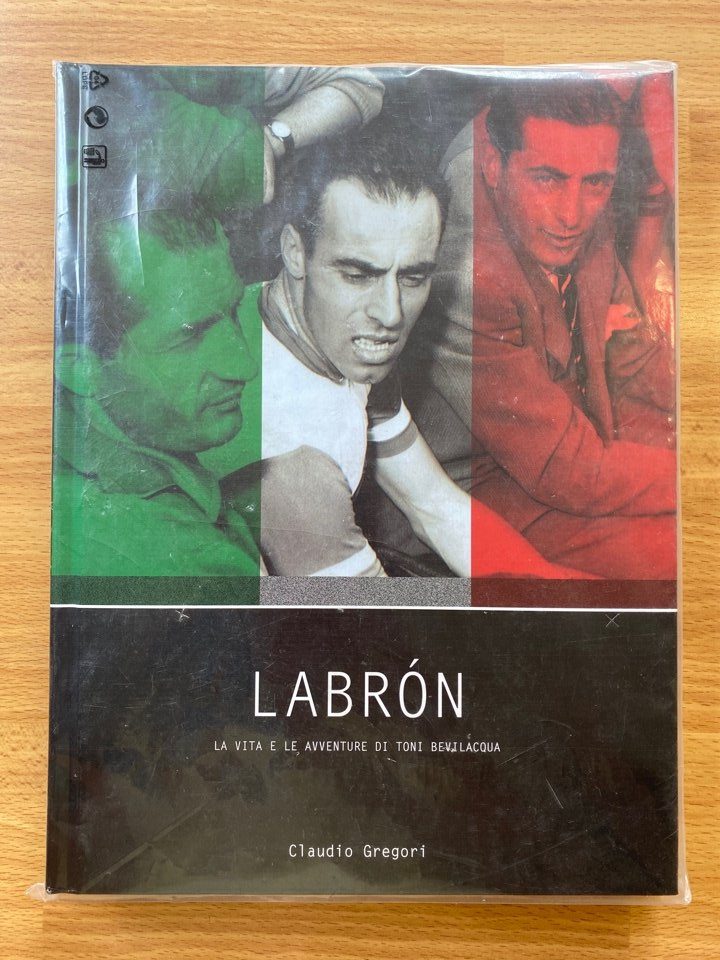 LABRÓN
LA VITA E LE AVVENTURE DI TONI BEVILACQUA
Claudio Gregori